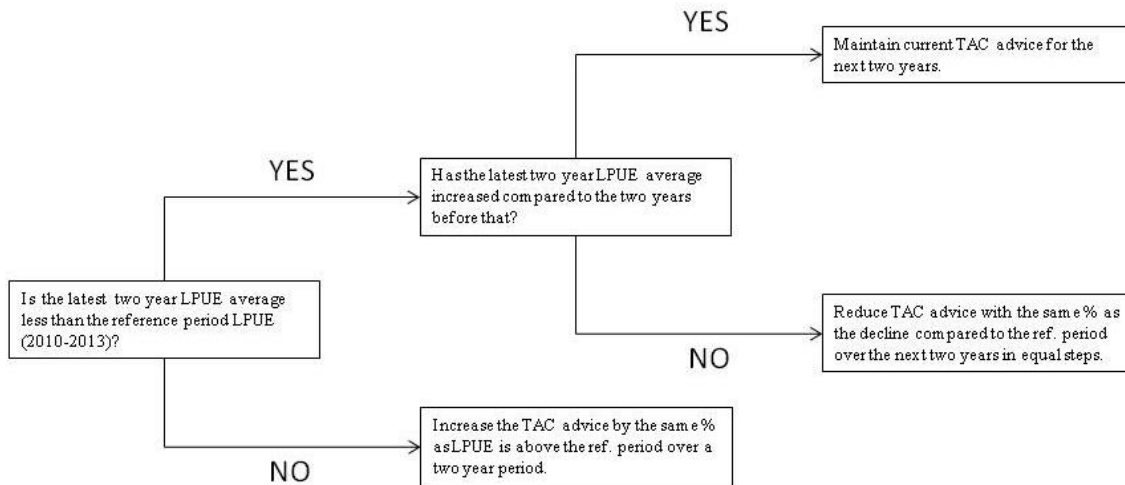 YES
Maintain current TAC advice for the
next two years.
YES
Has the latest two year LPUE average
increased compared to the two years
before that?
Is the latest two year LPUE average
less than the reference period LPUE
(2010-2013)?
Reduce TAC advice with the same % as
the decline compared to the ref. period
over the next two years in equal steps.
NO
Increase the TAC advice by the same %
as LPUE is above the ref. period over a
two year period.
NO